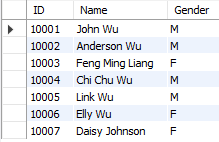 ID Name Gender
10001 John Wu M
10002 Anderson Wu M
10003 Feng Ming Liang F
10004 Chi Chu Wu M
10005 Link Wu M
10006 Elly Wu F
10007 Daisy Johnson F